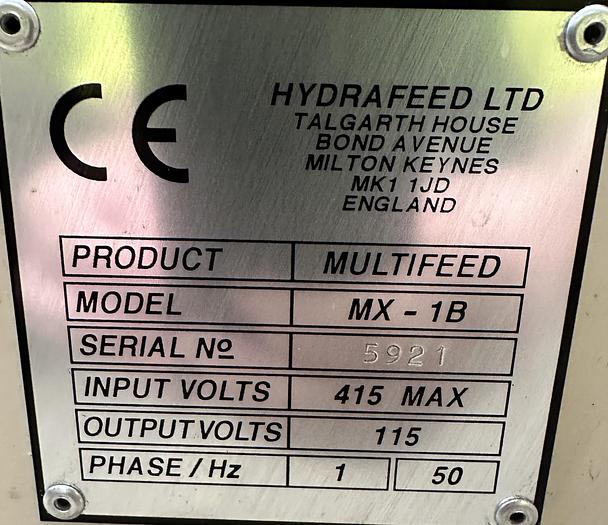 CE
HYDRAFEED LTD
TALGARTH HOUSE
BOND AVENUE
MILTON KEYNES
MK1 1JD
ENGLAND
PRODUCT MULTIFEED
MODEL MX - 1B
SERIAL Nº 5921
INPUT VOLTS 415 MAX
OUTPUT VOLTS 115
PHASE / Hz 1 50